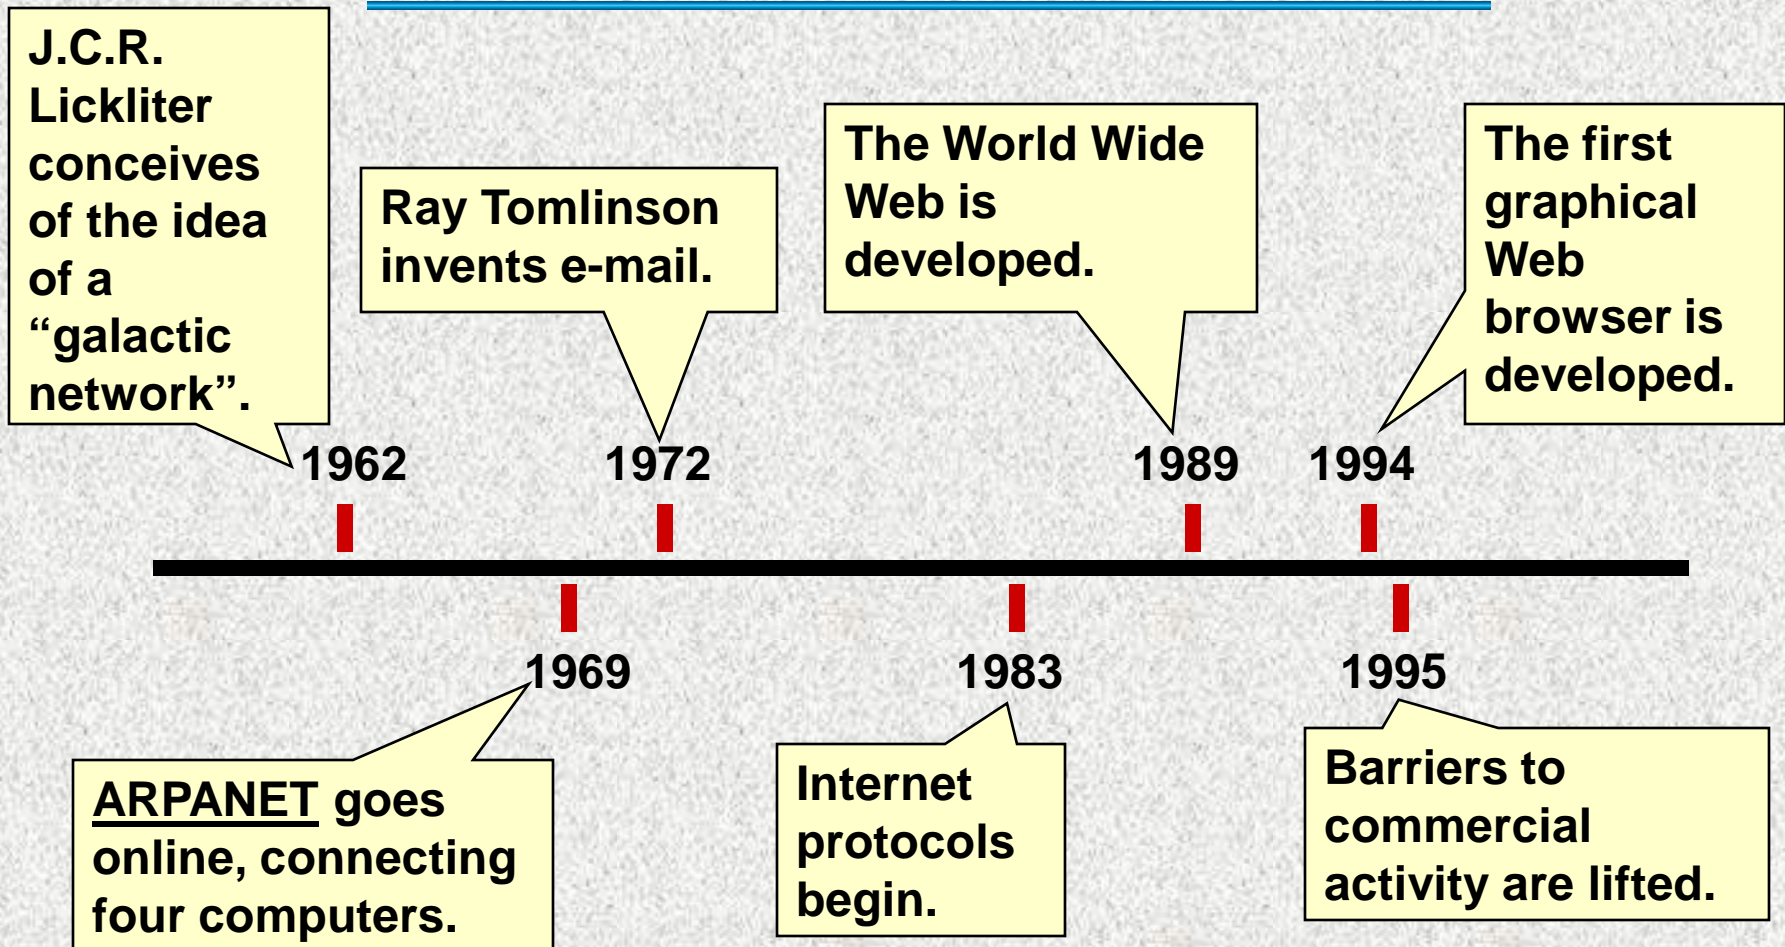 J.C.R.
Lickliter
conceives
of the idea
of a
“galactic
network”.
Ray Tomlinson
invents e-mail.
The World Wide
Web is
developed.
The first
graphical
Web
browser is
developed.
1962
1972
1989
1994
1969
1983
1995
ARPANET goes
online, connecting
four computers.
Internet
protocols
begin.
Barriers to
commercial
activity are lifted.